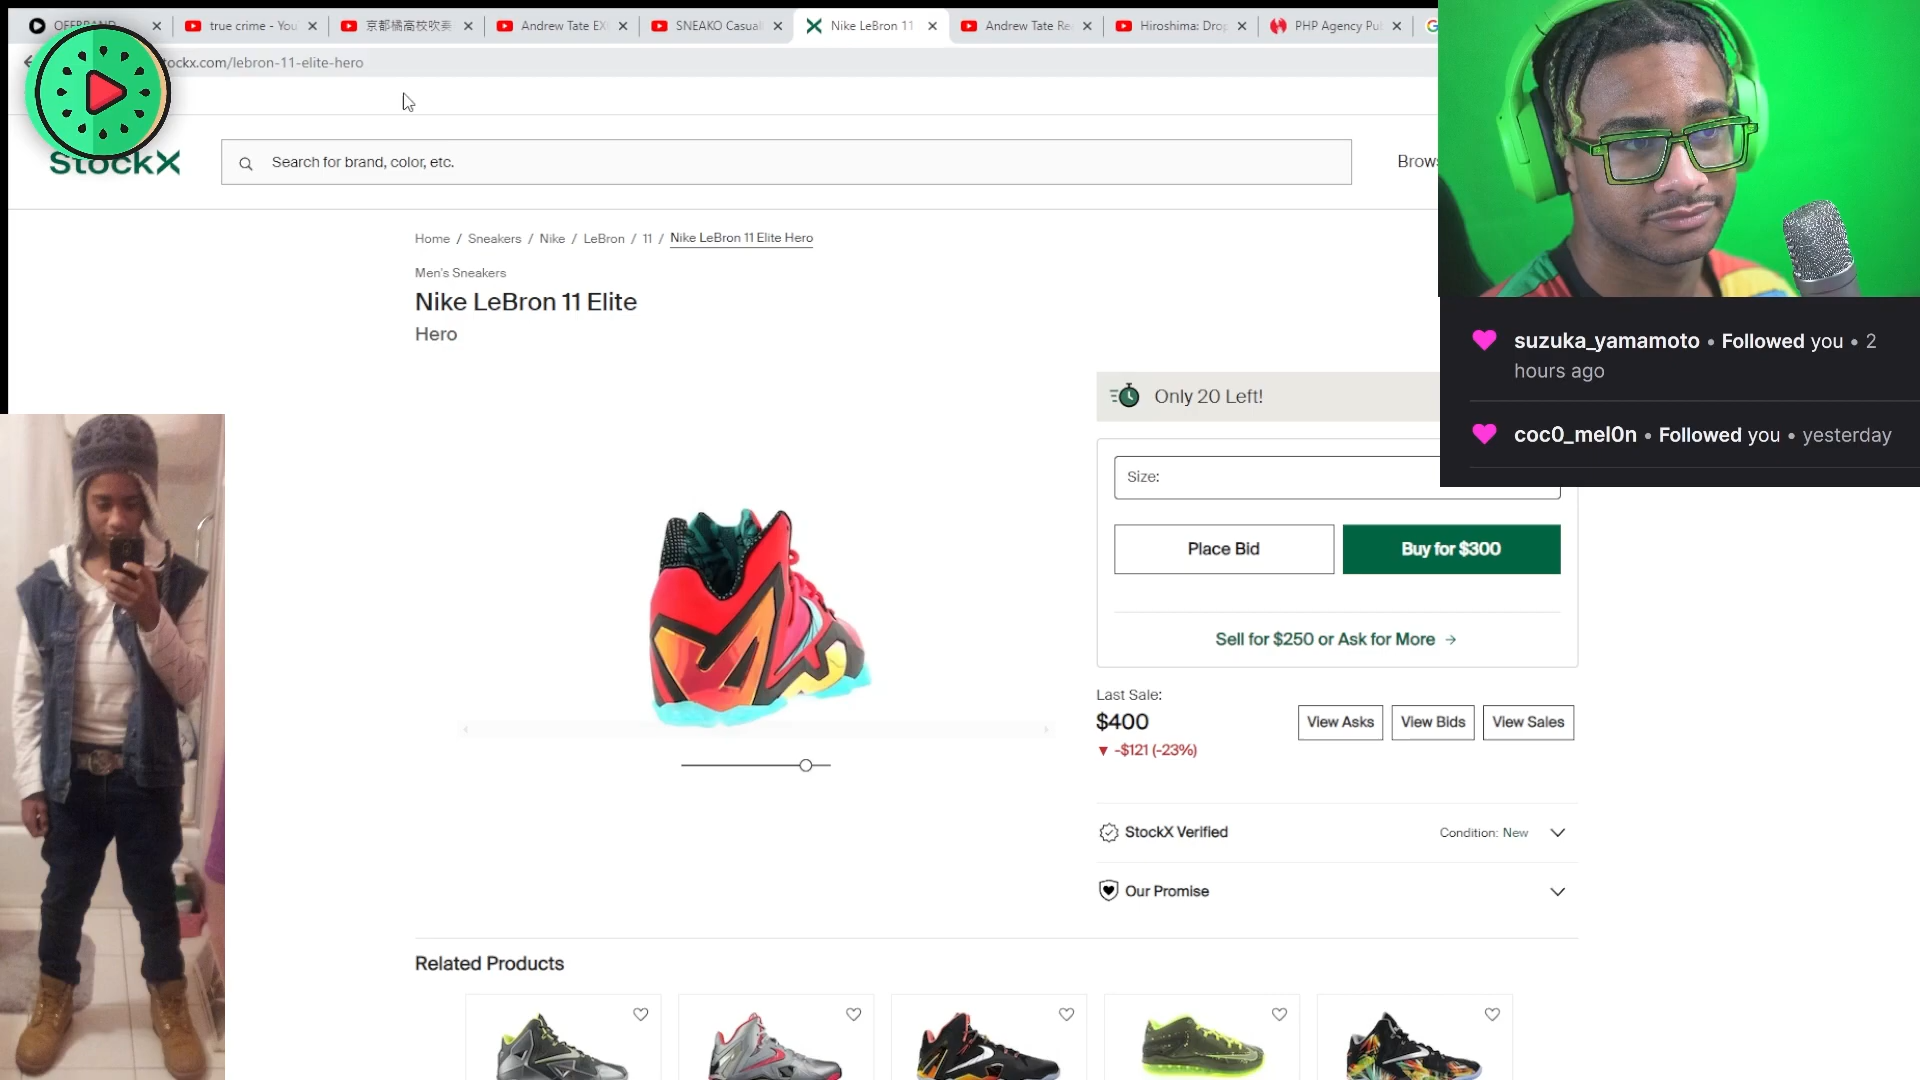 OFFBRAND
true crime - You
京都橘高校吹奏
Andrew Tate EX
SNEAKO Casual
Nike LeBron 11
Andrew Tate Re
Hiroshima: Drop
PHP Agency Pu
tockx.com/lebron-11-elite-hero
StockX
Search for brand, color, etc.
Brows
Home / Sneakers / Nike / LeBron / 11 / Nike LeBron 11 Elite Hero
Men's Sneakers
Nike LeBron 11 Elite
Hero
Only 20 Left!
Size:
Place Bid
Buy for $300
Sell for $250 or Ask for More
Last Sale:
$400
-$121 (-23%)
View Asks
View Bids
View Sales
StockX Verified
Condition: New
Our Promise
Related Products
suzuka_yamamoto • Followed you • 2
hours ago
coc0_mel0n • Followed you • yesterday